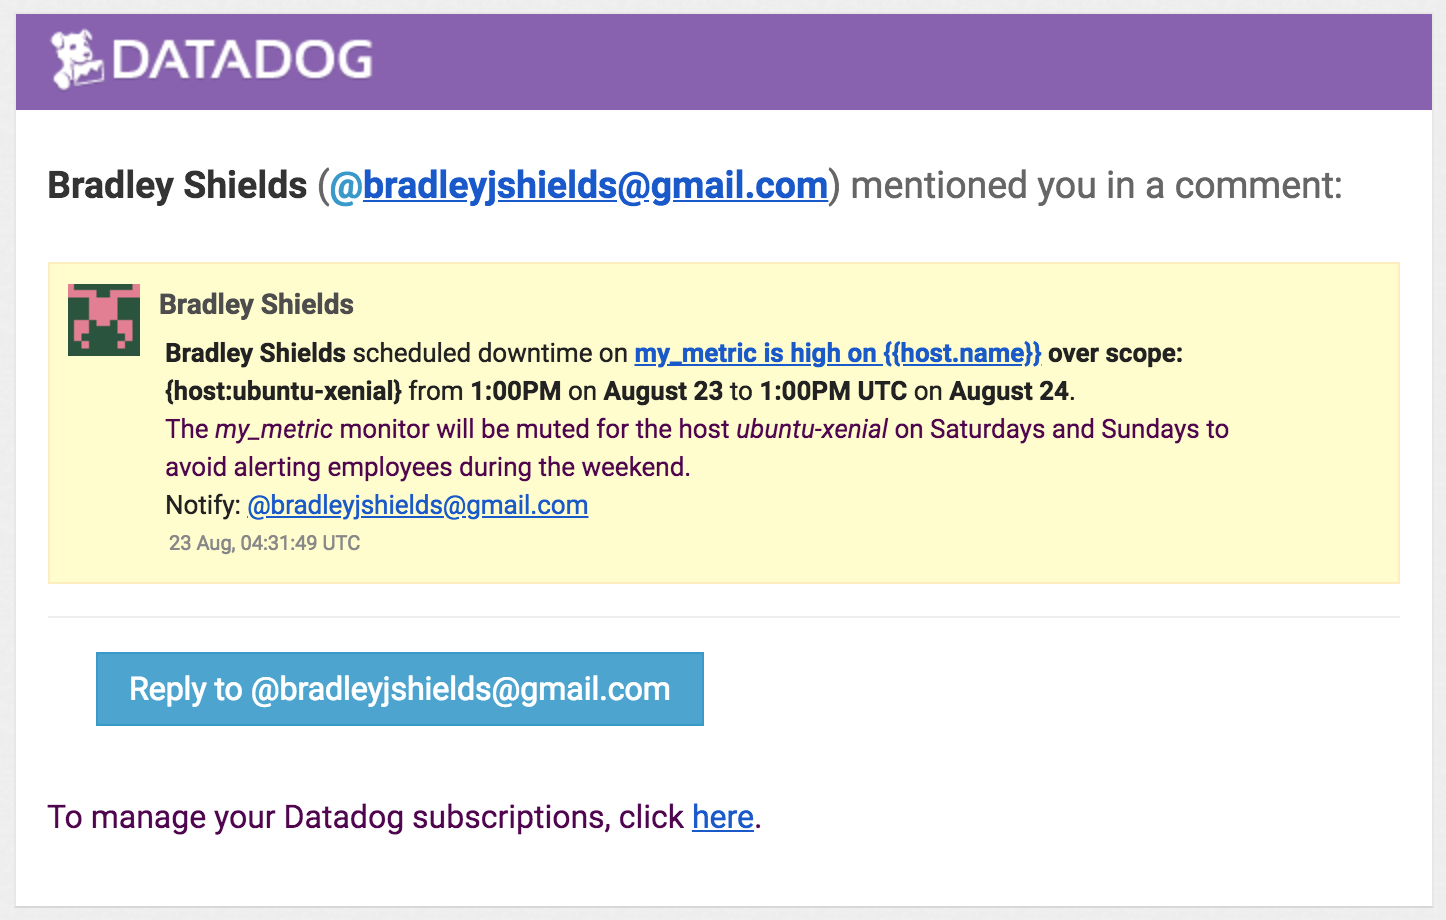 DATADOG
Bradley Shields (@bradleyjshields@gmail.com) mentioned you in a comment:
Bradley Shields
Bradley Shields scheduled downtime on my_metric is high on {{host.name}} over scope:
{host:ubuntu-xenial} from 1:00PM on August 23 to 1:00PM UTC on August 24.
The my_metric monitor will be muted for the host ubuntu-xenial on Saturdays and Sundays to
avoid alerting employees during the weekend.
Notify: @bradleyjshields@gmail.com
23 Aug, 04:31:49 UTC
Reply to @bradleyjshields@gmail.com
To manage your Datadog subscriptions, click here.